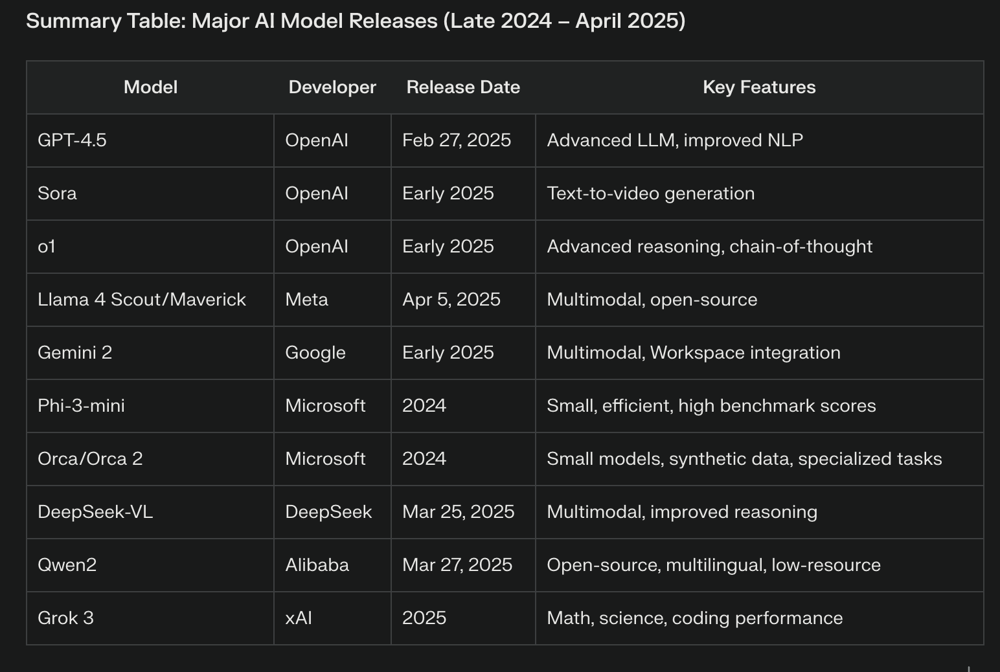 Summary Table: Major AI Model Releases (Late 2024 – April 2025)
Model Developer Release Date Key Features
GPT-4.5 OpenAI Feb 27, 2025 Advanced LLM, improved NLP
Sora OpenAI Early 2025 Text-to-video generation
o1 OpenAI Early 2025 Advanced reasoning, chain-of-thought
Llama 4 Scout/Maverick Meta Apr 5, 2025 Multimodal, open-source
Gemini 2 Google Early 2025 Multimodal, Workspace integration
Phi-3-mini Microsoft 2024 Small, efficient, high benchmark scores
Orca/Orca 2 Microsoft 2024 Small models, synthetic data, specialized tasks
DeepSeek-VL DeepSeek Mar 25, 2025 Multimodal, improved reasoning
Qwen2 Alibaba Mar 27, 2025 Open-source, multilingual, low-resource
Grok 3 xAI 2025 Math, science, coding performance